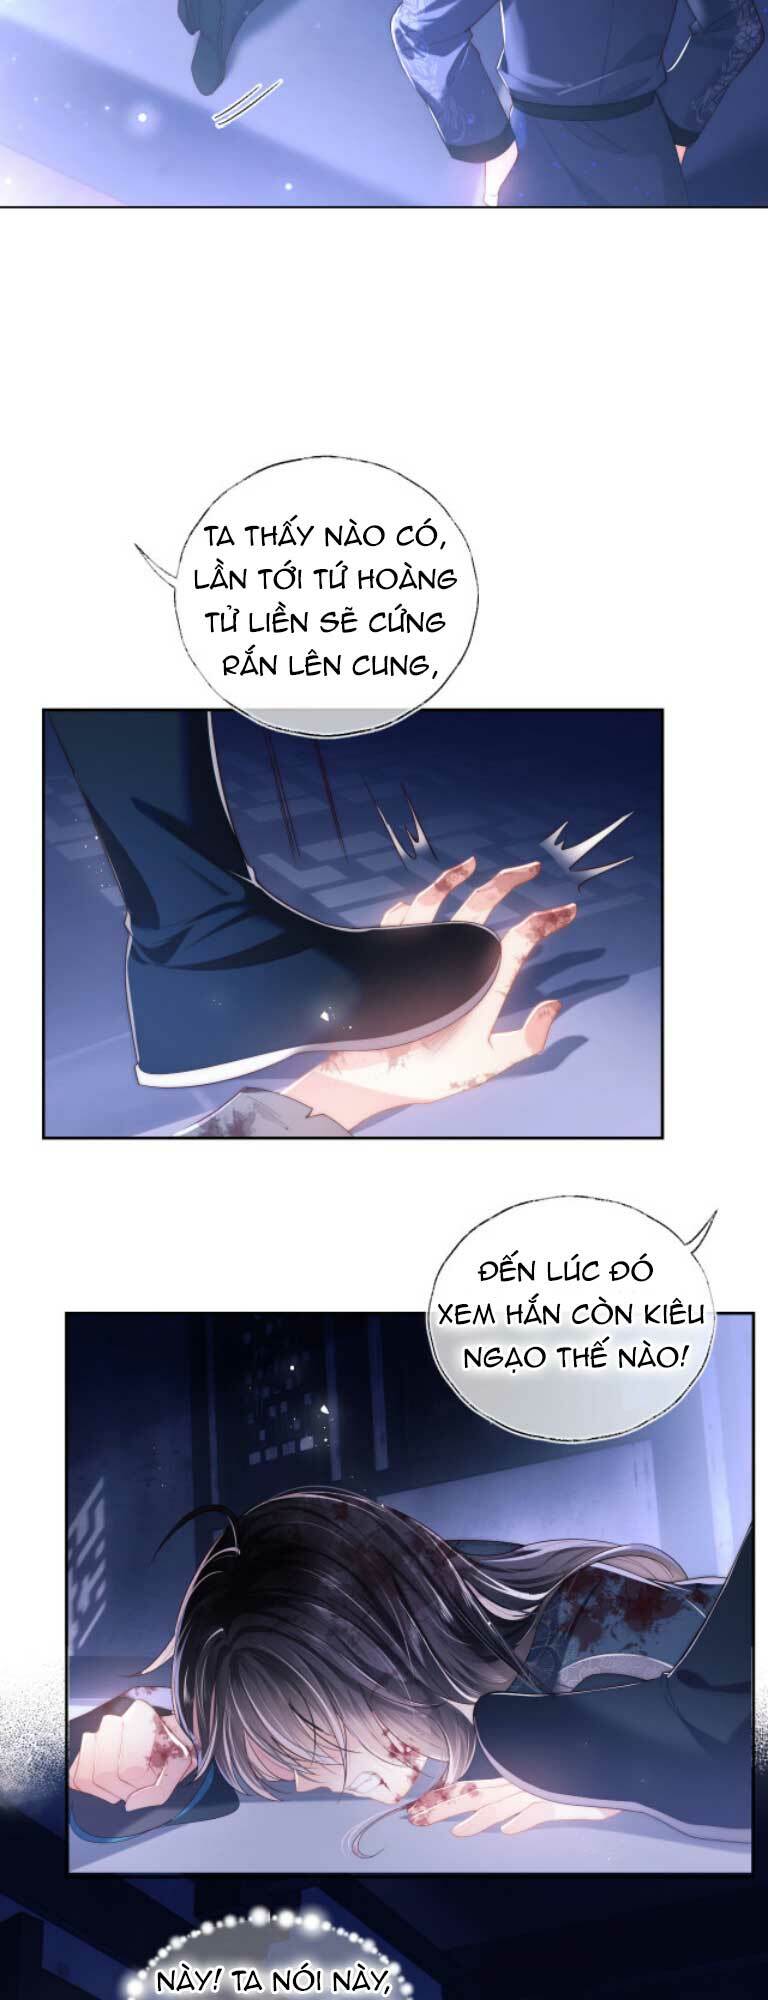 TA THẤY NÀO CÓ,
LẦN TỚI TỨ HOÀNG
TỬ LIỀN SẼ CỨNG
RẮN LÊN CUNG,
ĐẾN LÚC ĐÓ
XEM HẮN CÒN KIÊU
NGẠO THẾ NÀO!
NÀY! TA NÓI NÀY,